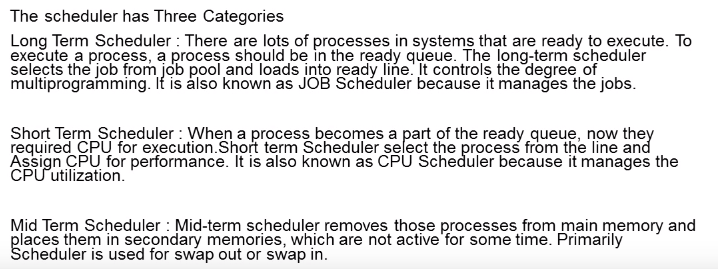 The scheduler has Three Categories
Long Term Scheduler : There are lots of processes in systems that are ready to execute. To
execute a process, a process should be in the ready queue. The long-term scheduler
selects the job from job pool and loads into ready line. It controls the degree of
multiprogramming. It is also known as JOB Scheduler because it manages the jobs.
Short Term Scheduler : When a process becomes a part of the ready queue, now they
required CPU for execution.Short term Scheduler select the process from the line and
Assign CPU for performance. It is also known as CPU Scheduler because it manages the
CPU utilization.
Mid Term Scheduler : Mid-term scheduler removes those processes from main memory and
places them in secondary memories, which are not active for some time. Primarily
Scheduler is used for swap out or swap in.